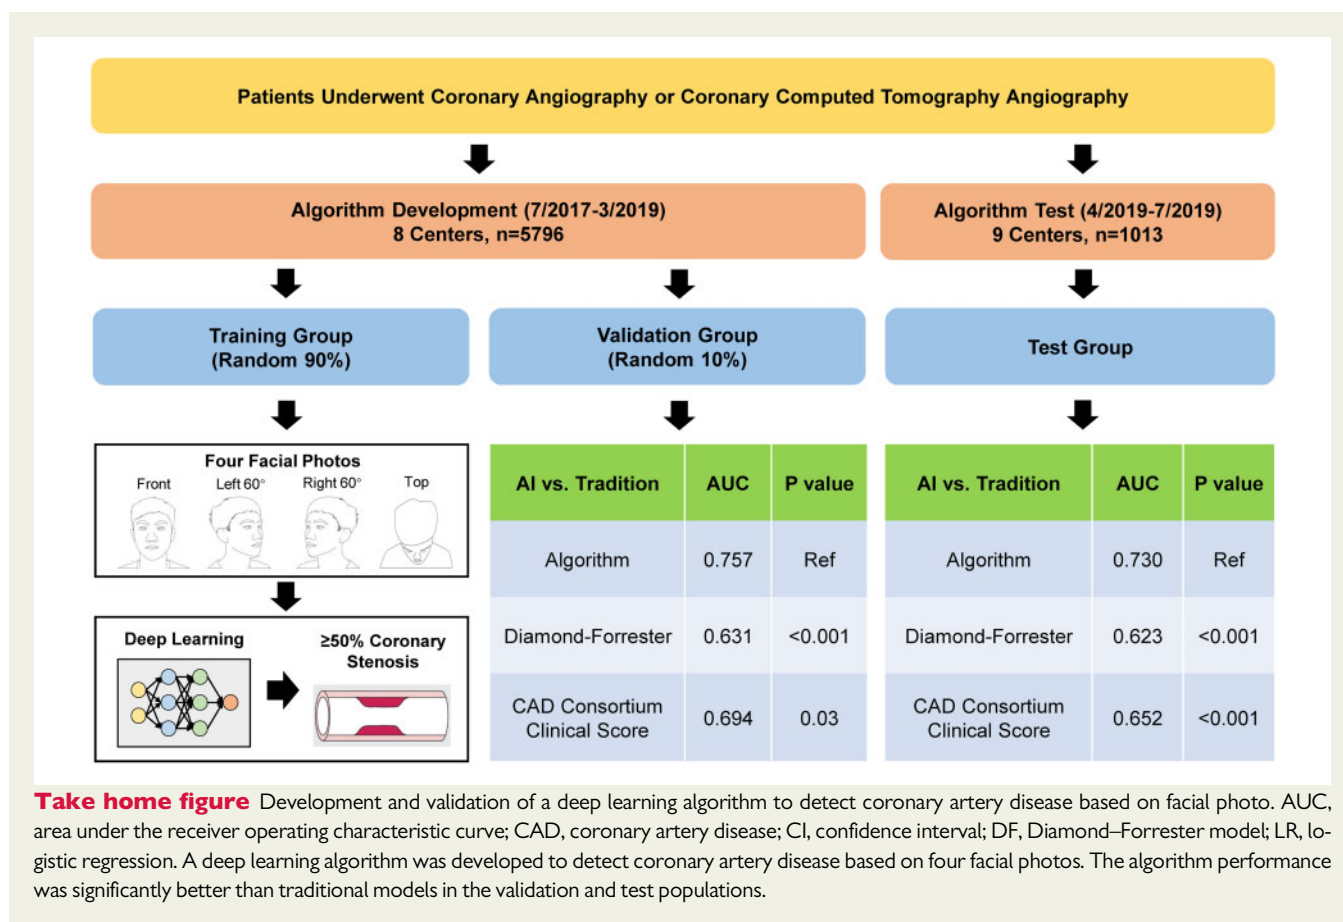 Patients Underwent Coronary Angiography or Coronary Computed Tomography Angiography
Algorithm Development (7/2017-3/2019)
8 Centers, n=5796
Algorithm Test (4/2019-7/2019)
9 Centers, n=1013
Training Group
(Random 90%)
Validation Group
(Random 10%)
Test Group
Four Facial Photos
Front Left 60° Right 60° Top
Deep Learning
≥50% Coronary
Stenosis
AI vs. Tradition AUC P value
Algorithm 0.757 Ref
Diamond-Forrester 0.631 <0.001
CAD Consortium
Clinical Score 0.694 0.03
AI vs. Tradition AUC P value
Algorithm 0.730 Ref
Diamond-Forrester 0.623 <0.001
CAD Consortium
Clinical Score 0.652 <0.001
Take home figure Development and validation of a deep learning algorithm to detect coronary artery disease based on facial photo. AUC,
area under the receiver operating characteristic curve; CAD, coronary artery disease; CI, confidence interval; DF, Diamond–Forrester model; LR, lo-
gistic regression. A deep learning algorithm was developed to detect coronary artery disease based on four facial photos. The algorithm performance
was significantly better than traditional models in the validation and test populations.